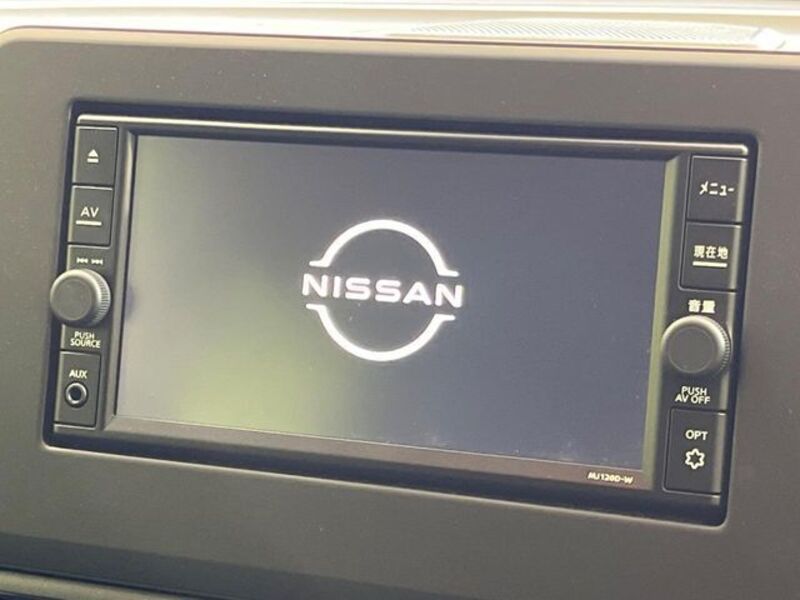 AV
PUSH
SOURCE
AUX
NISSAN
メニュー
現在地
音量
PUSH
AV OFF
OPT
MJ120D-W